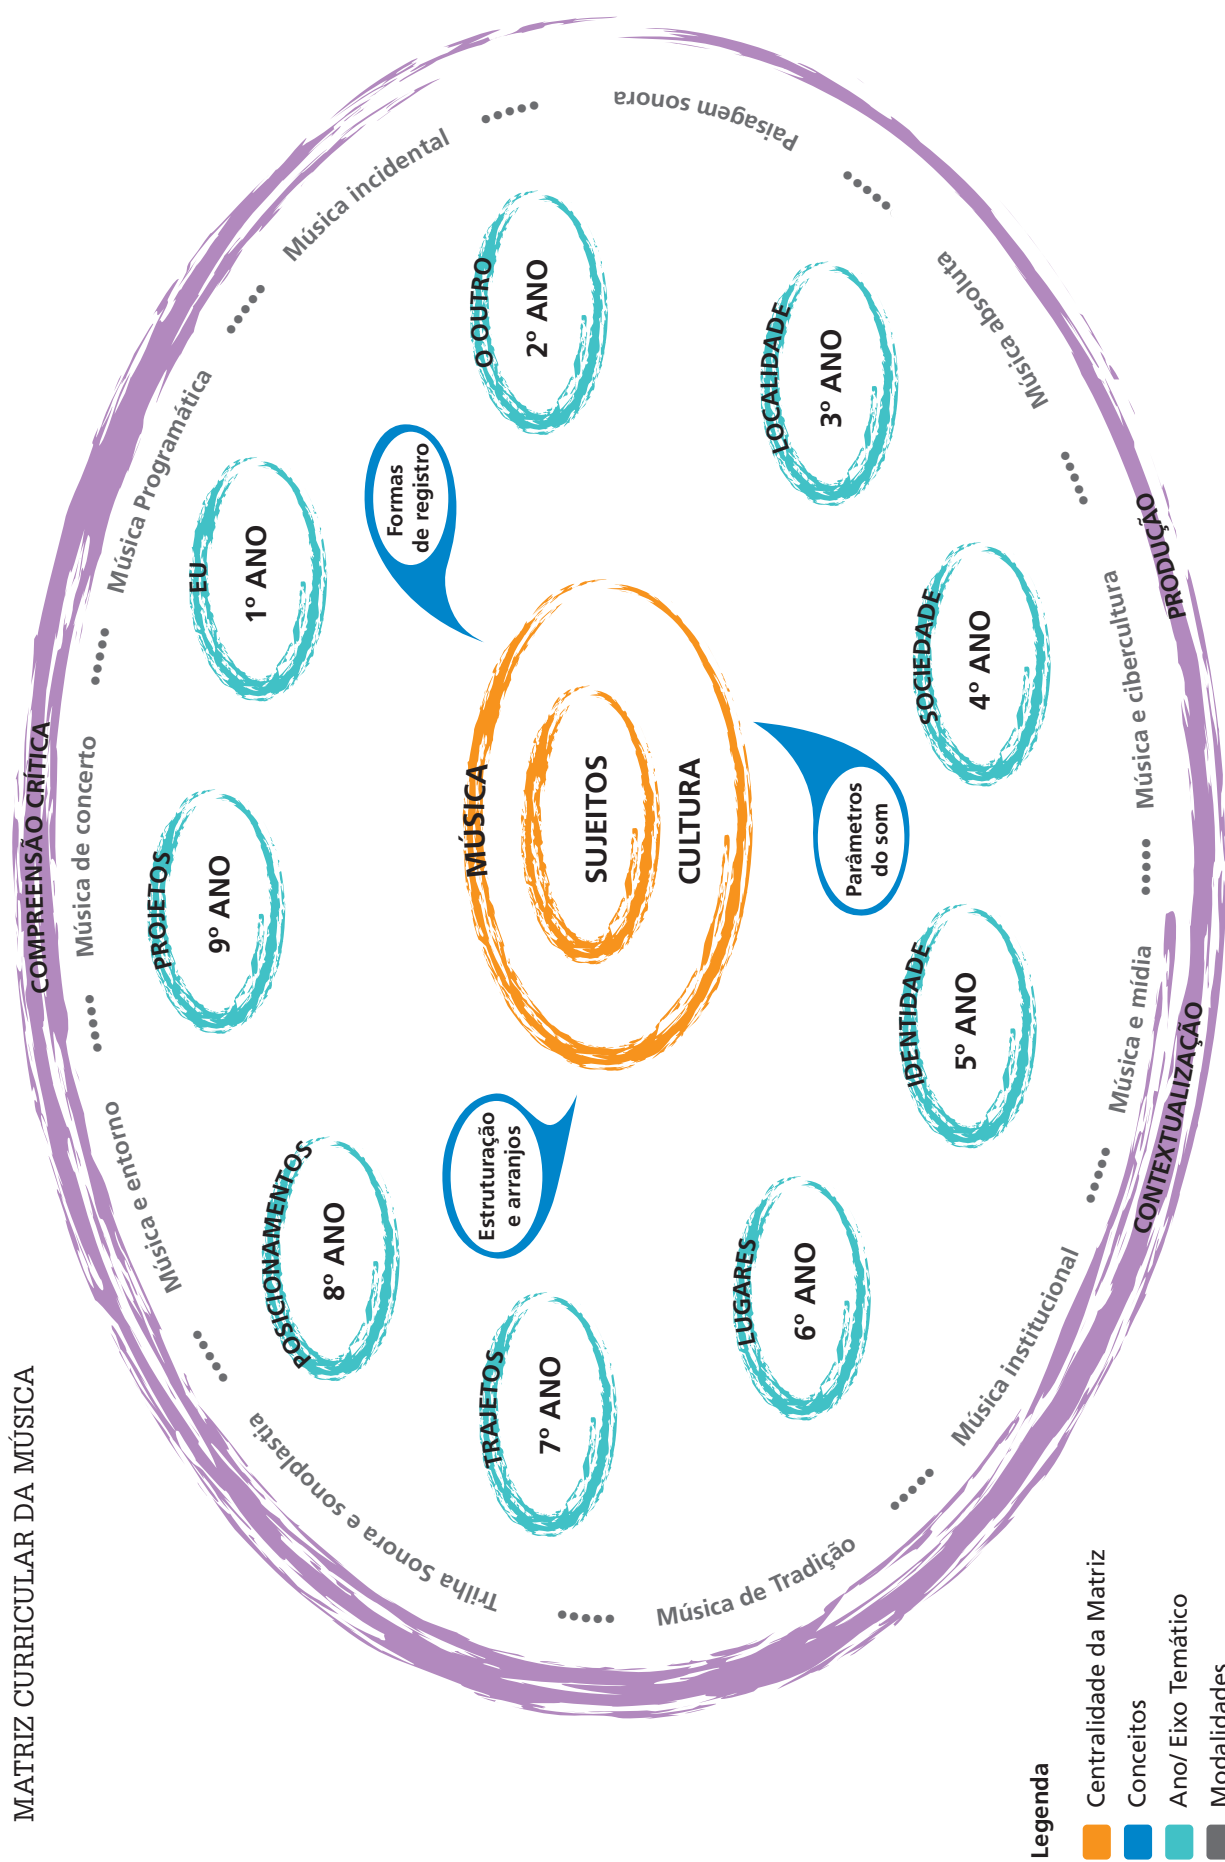 MATRIZ CURRICULAR DA MÚSICA
COMPREENSÃO CRÍTICA
PRODUÇÃO
CONTEXTUALIZAÇÃO
Música de concerto
Música Programática
Música incidental
Paisagem sonora
Música absoluta
Música e cibercultura
Música e mídia
Música institucional
Música de Tradição
Trilha Sonora e sonoplastia
Música e entorno
EU
1º ANO
O OUTRO
2º ANO
LOCALIDADE
3º ANO
SOCIEDADE
4º ANO
IDENTIDADE
5º ANO
LUGARES
6º ANO
TRAJETOS
7º ANO
POSICIONAMENTOS
8º ANO
PROJETOS
9º ANO
Formas
de registro
Parâmetros
do som
Estruturação
e arranjos
MÚSICA
SUJEITOS
CULTURA
Legenda
Centralidade da Matriz
Conceitos
Ano/ Eixo Temático
Modalidades